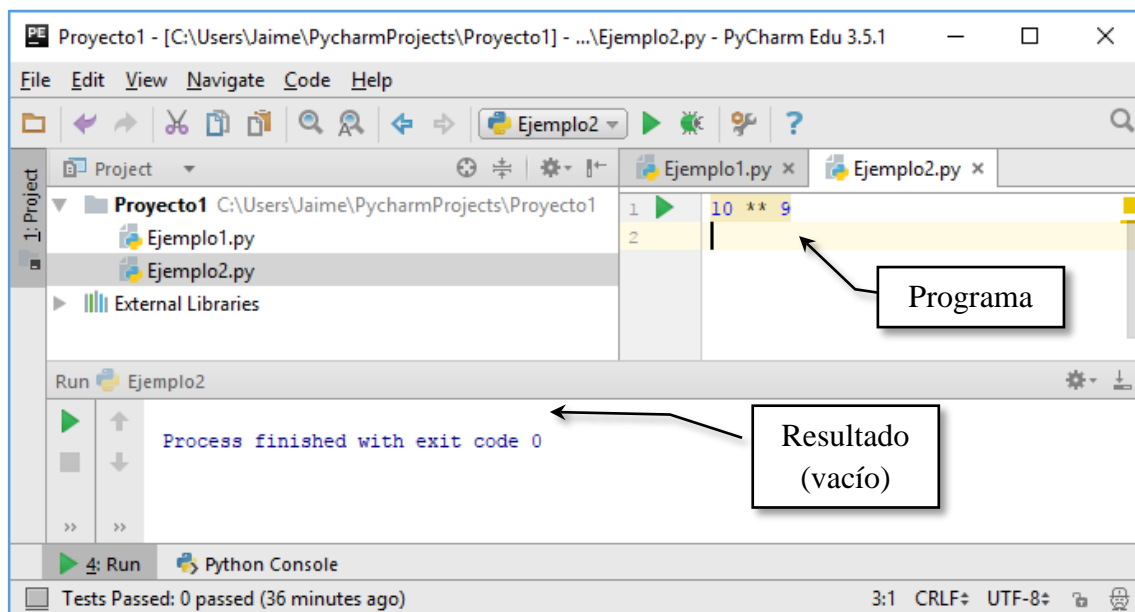 PE Proyecto1 - [C:\Users\Jaime\PycharmProjects\Proyecto1] - ...\Ejemplo2.py - PyCharm Edu 3.5.1
File Edit View Navigate Code Help
Ejemplo2
1: Project
Project
Ejemplo1.py Ejemplo2.py
Proyecto1 C:\Users\Jaime\PycharmProjects\Proyecto1
Ejemplo1.py
Ejemplo2.py
External Libraries
1 10 ** 9
2
Programa
Run Ejemplo2
Process finished with exit code 0
Resultado
(vacío)
4: Run Python Console
Tests Passed: 0 passed (36 minutes ago) 3:1 CRLF UTF-8